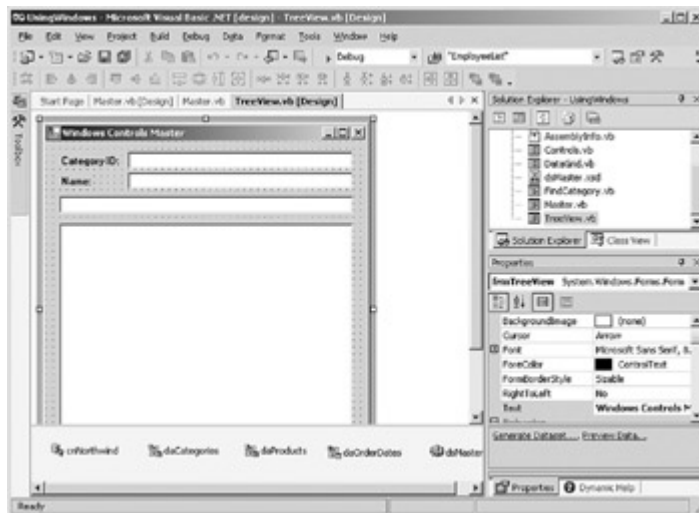 UsingWindows - Microsoft Visual Basic .NET [design] - TreeView.vb [Design]
File Edit View Project Build Debug Data Format Tools Window Help
Debug "EmployeeList"
Start Page Master.vb [Design] Master.vb TreeView.vb [Design]
Toolbox
Windows Controls Master
Category ID:
Name:
cnNorthwind daCategories daProducts daOrderDates dsMaster
Solution Explorer - UsingWindows
AssemblyInfo.vb
Controls.vb
DataGrid.vb
dsMaster.xsd
FindCategory.vb
Master.vb
TreeView.vb
Solution Explorer Class View
Properties
frmTreeView System.Windows.Forms.Form
BackgroundImage (none)
Cursor Arrow
Font Microsoft Sans Serif, 8.
ForeColor ControlText
FormBorderStyle Sizable
RightToLeft No
Text Windows Controls M
Generate Dataset..., Preview Data...
Properties Dynamic Help
Ready